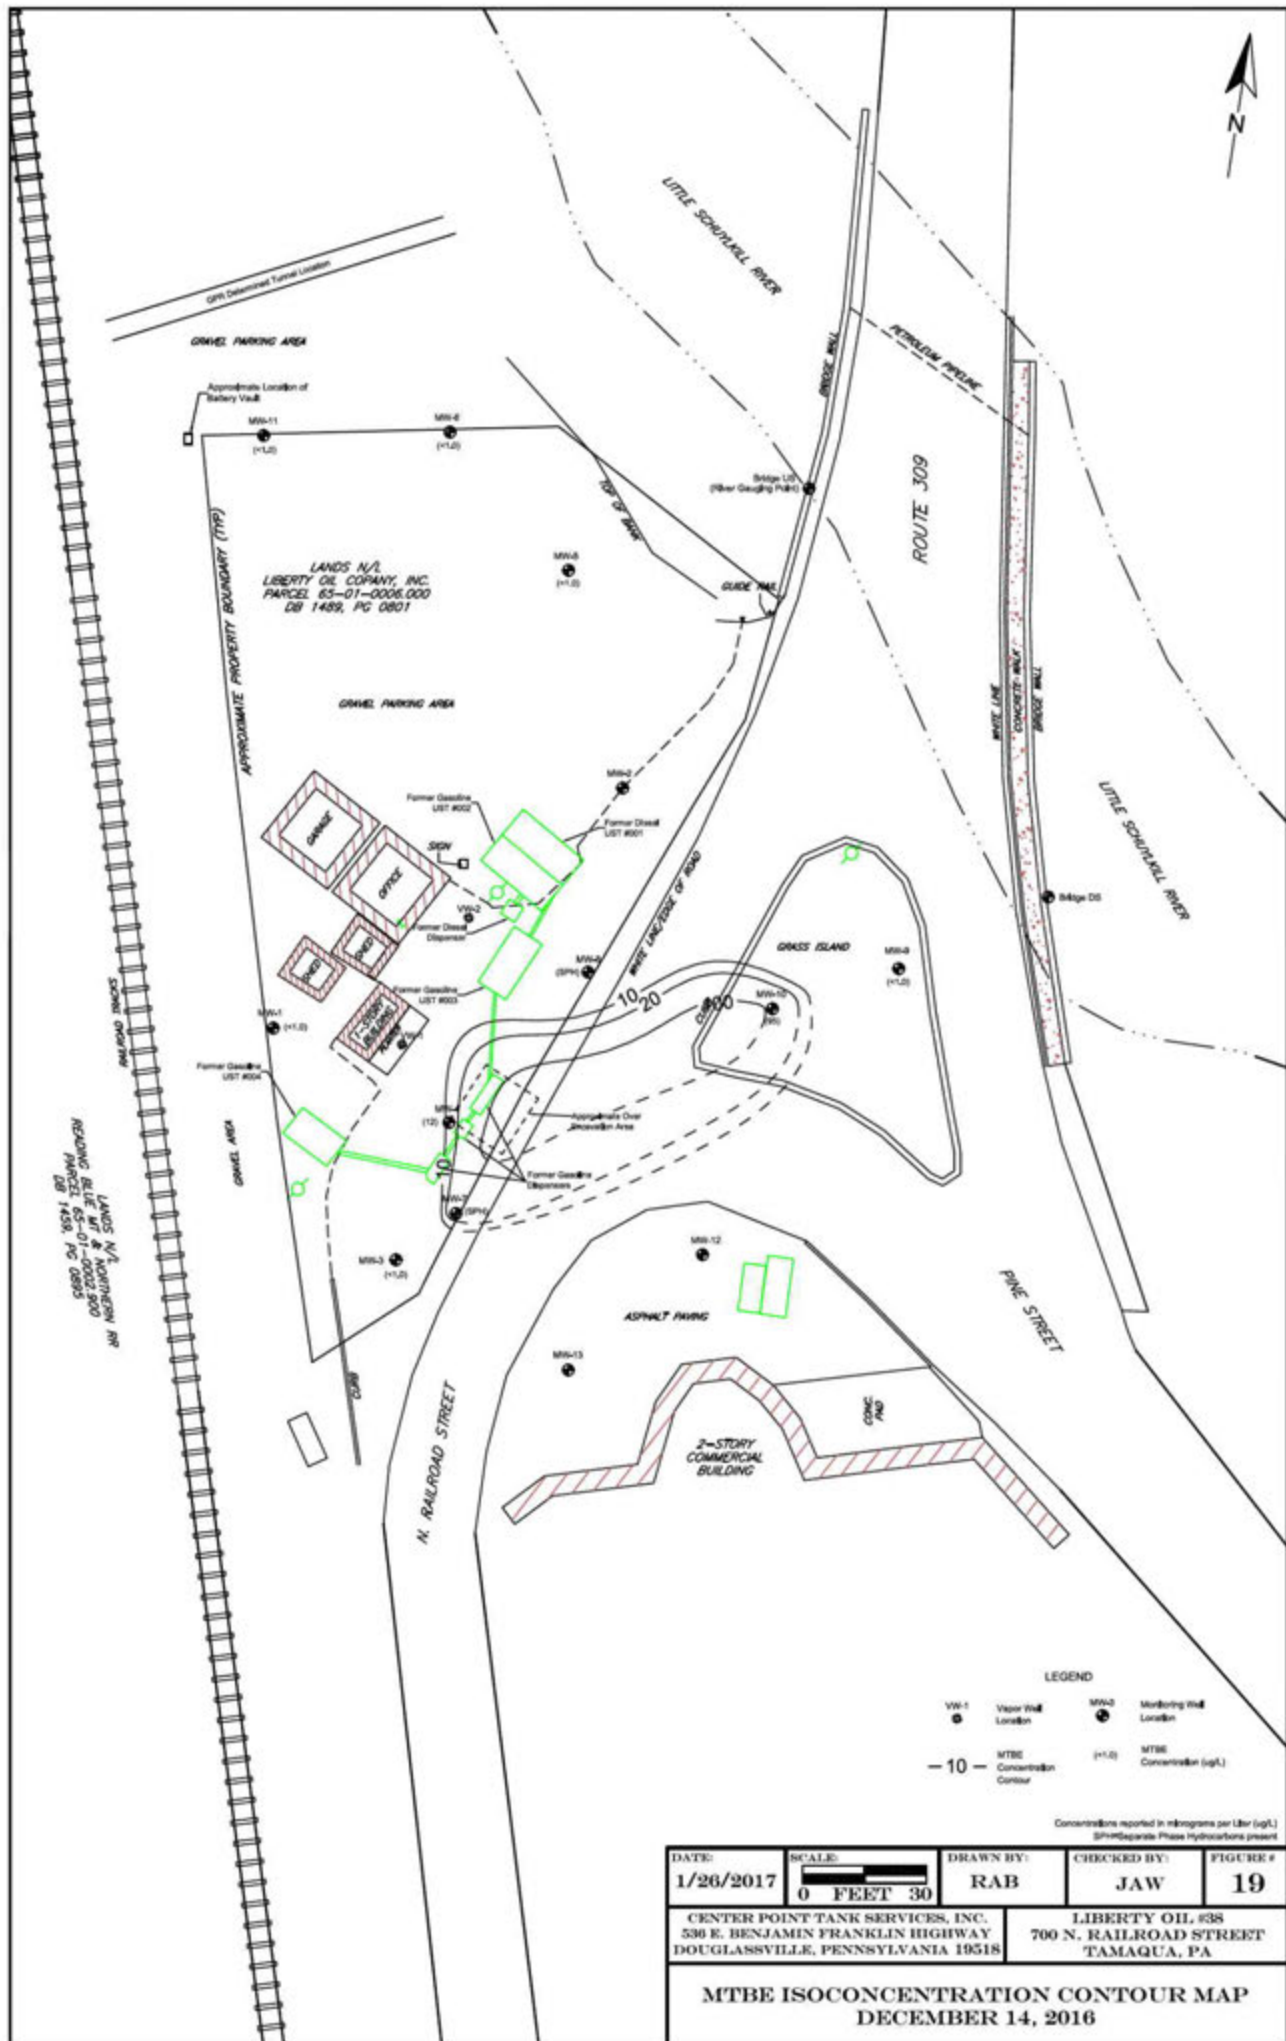 N
LITTLE SCHUYLKILL RIVER
GPR Determined Tunnel Location
GRAVEL PARKING AREA
BRIDGE WALL
PETROLEUM PIPELINE
Approximate Location of
Battery Vault
MW-11
(<1.0)
(<1.0)
Bridge US
(River Gauging Point)
TOP OF BANK
ROUTE 309
APPROXIMATE PROPERTY BOUNDARY (TYP)
LANDS N/L
LIBERTY OIL COPANY, INC.
PARCEL 65-01-0006.000
DB 1489, PG 0801
(<1.0)
GUIDE RAIL
GRAVEL PARKING AREA
WHITE LINE
CONCRETE WALK
BRIDGE WALL
MW-2
Former Gasoline
UST #002
Former Diesel
UST #001
LITTLE SCHUYLKILL RIVER
GARAGE
SIGN
OFFICE
VW-2
Former Diesel
Dispenser
WHITE LINE/EDGE OF ROAD
Bridge DS
SHED
SHED
GRASS ISLAND
(SPH)
MW-9
(<1.0)
Former Gasoline
UST #003
10
20
100
CURB
MW-10
(95)
RAILROAD TRACKS
MW-1
(<1.0)
1-STORY
BUILDING
Former Gasoline
UST #004
(12)
Approximate Over
Excavation Area
GRAVEL AREA
10
Former Gasoline
Dispensers
MW-7
(SPH)
LANDS N/L
READING BLUE MT & NORTHERN RR
PARCEL 65-01-0002.900
DB 1459, PG 0895
MW-3
(<1.0)
MW-12
ASPHALT PAVING
PINE STREET
MW-13
CURB
N. RAILROAD STREET
CONC.
PAD
2-STORY
COMMERCIAL
BUILDING
LEGEND
VW-1
Vapor Well
Location
MW-3
Monitoring Well
Location
10
MTBE
Concentration
Contour
(<1.0)
MTBE
Concentration (ug/L)
Concentrations reported in micrograms per Liter (ug/L)
SPH=Separate Phase Hydrocarbons present
DATE:
1/26/2017
SCALE:
0 FEET 30
DRAWN BY:
RAB
CHECKED BY:
JAW
FIGURE #
19
CENTER POINT TANK SERVICES, INC.
536 E. BENJAMIN FRANKLIN HIGHWAY
DOUGLASSVILLE, PENNSYLVANIA 19518
LIBERTY OIL #38
700 N. RAILROAD STREET
TAMAQUA, PA
MTBE ISOCONCENTRATION CONTOUR MAP
DECEMBER 14, 2016